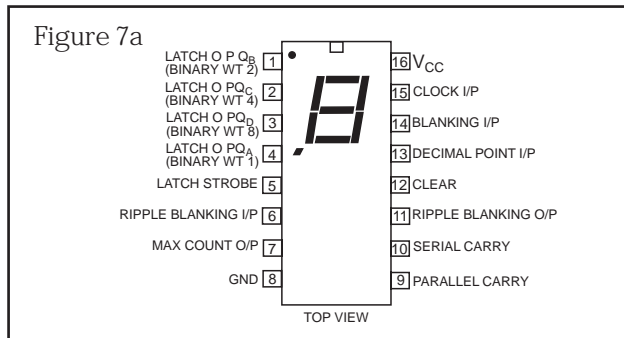 Figure 7a
LATCH O P QB
(BINARY WT 2)
1
LATCH O PQC
(BINARY WT 4)
2
LATCH O PQD
(BINARY WT 8)
3
LATCH O PQA
(BINARY WT 1)
4
LATCH STROBE 5
RIPPLE BLANKING I/P 6
MAX COUNT O/P 7
GND 8
16 VCC
15 CLOCK I/P
14 BLANKING I/P
13 DECIMAL POINT I/P
12 CLEAR
11 RIPPLE BLANKING O/P
10 SERIAL CARRY
9 PARALLEL CARRY
TOP VIEW